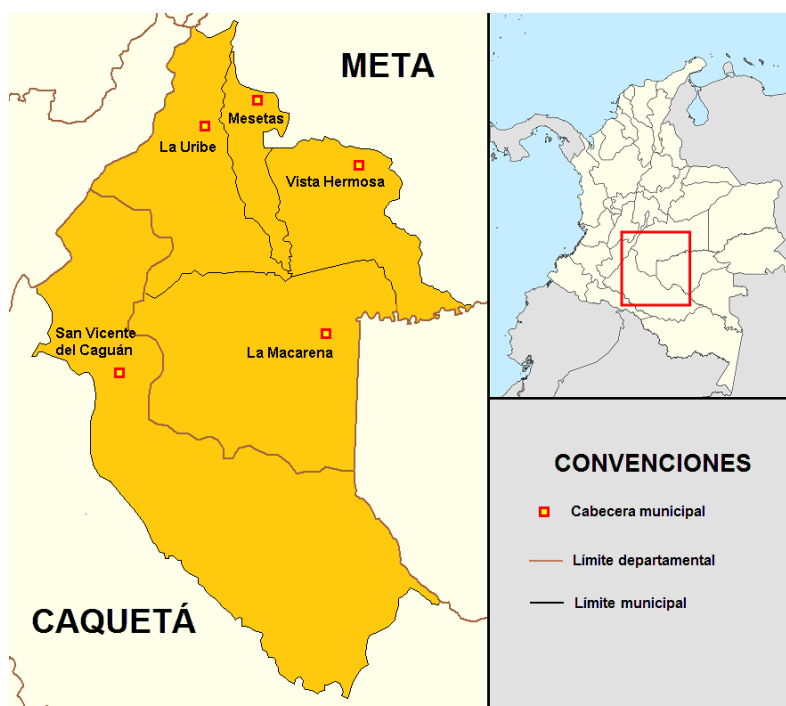 META
Mesetas
La Uribe
Vista Hermosa
San Vicente
del Caguán
La Macarena
CAQUETÁ
CONVENCIONES
Cabecera municipal
Límite departamental
Límite municipal